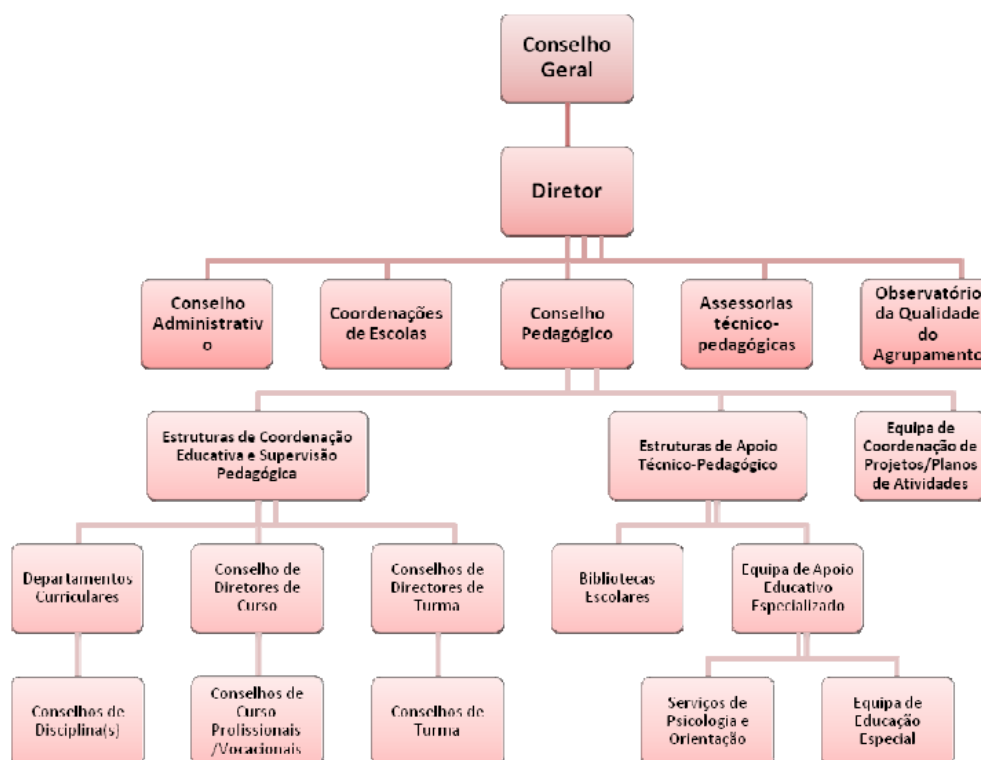 Conselho
Geral
Diretor
Conselho
Administrativ
o
Coordenações
de Escolas
Conselho
Pedagógico
Assessorias
técnico-
pedagógicas
Observatório
da Qualidade
do
Agrupamento
Estruturas de Coordenação
Educativa e Supervisão
Pedagógica
Estruturas de Apoio
Técnico-Pedagógico
Equipa de
Coordenação de
Projetos/Planos
de Atividades
Departamentos
Curriculares
Conselho de
Diretores de
Curso
Conselhos de
Directores de
Turma
Bibliotecas
Escolares
Equipa de Apoio
Educativo
Especializado
Conselhos de
Disciplina(s)
Conselhos de
Curso
Profissionais
/Vocacionais
Conselhos de
Turma
Serviços de
Psicologia e
Orientação
Equipa de
Educação
Especial